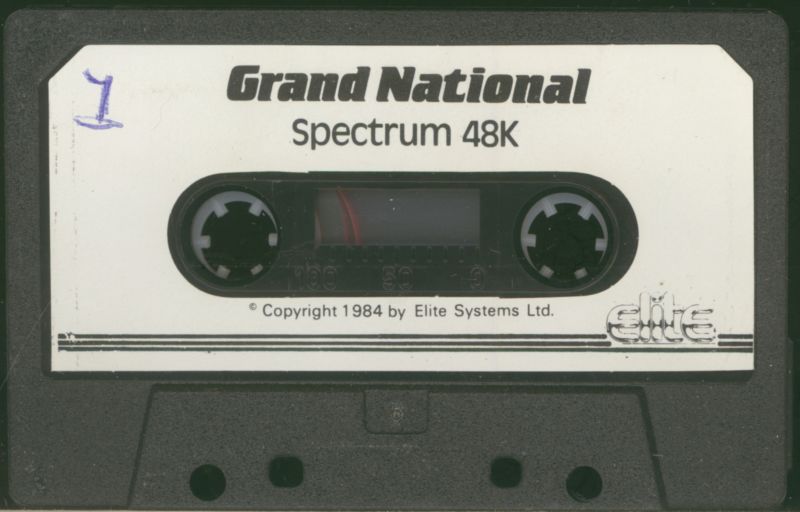 1
Grand National
Spectrum 48K
100 50 0
© Copyright 1984 by Elite Systems Ltd.
elite